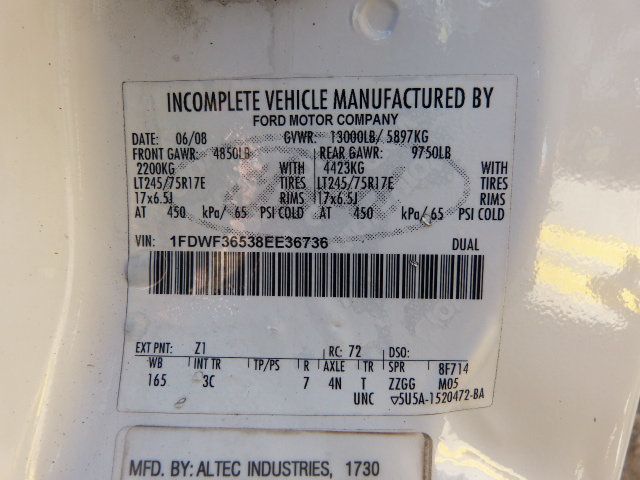 INCOMPLETE VEHICLE MANUFACTURED BY
FORD MOTOR COMPANY
DATE: 06/08 GVWR: 13000LB/ 5897KG
FRONT GAWR: 4850LB REAR GAWR: 9750LB
2200KG WITH 4423KG WITH
LT245/75R17E TIRES LT245/75R17E TIRES
17x6.5J RIMS 17x6.5J RIMS
AT 450 kPa/ 65 PSI COLD AT 450 kPa/ 65 PSI COLD
VIN: 1FDWF36538EE36736 DUAL
EXT PNT: Z1 RC: 72 DSO:
WB INT TR TP/PS R AXLE TR SPR 8F714
165 3C 7 4N T ZZGG M05
UNC ▽5U5A-1520472-BA
MFD. BY: ALTEC INDUSTRIES, 1730